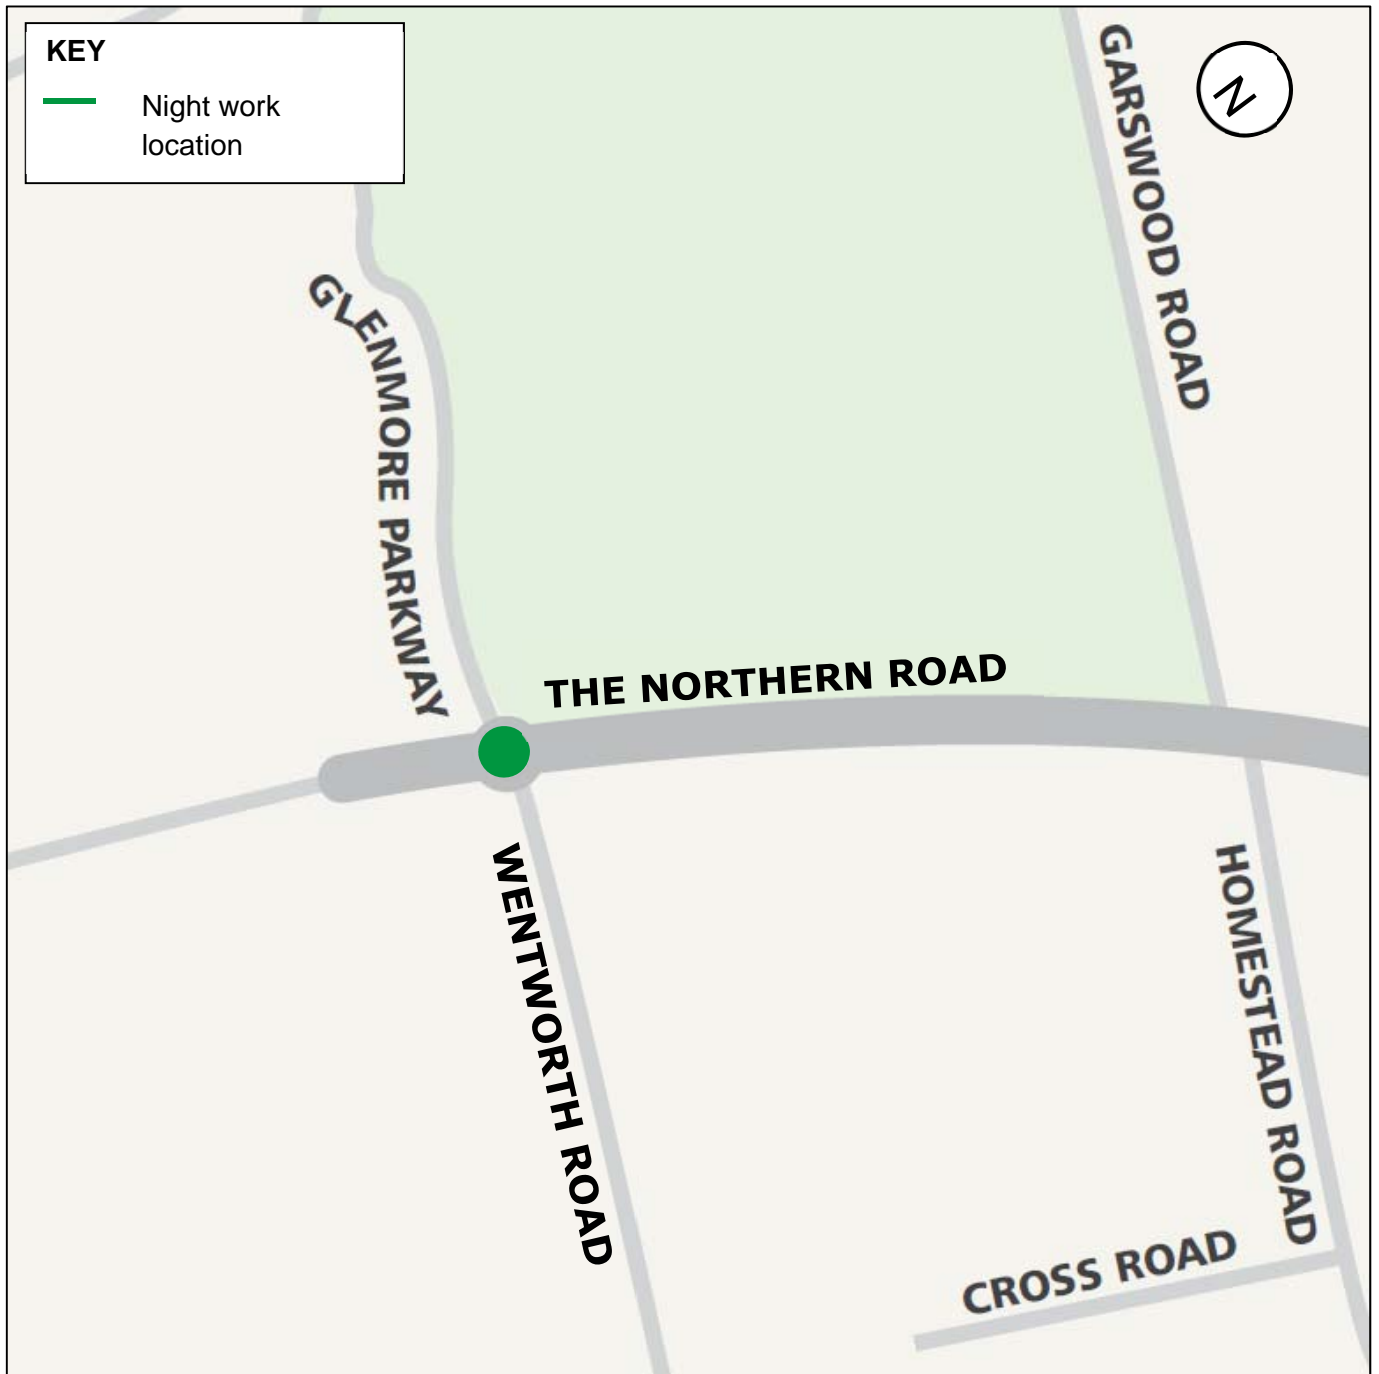 KEY
Night work
location
N
GARSWOOD ROAD
GLENMORE PARKWAY
THE NORTHERN ROAD
WENTWORTH ROAD
HOMESTEAD ROAD
CROSS ROAD